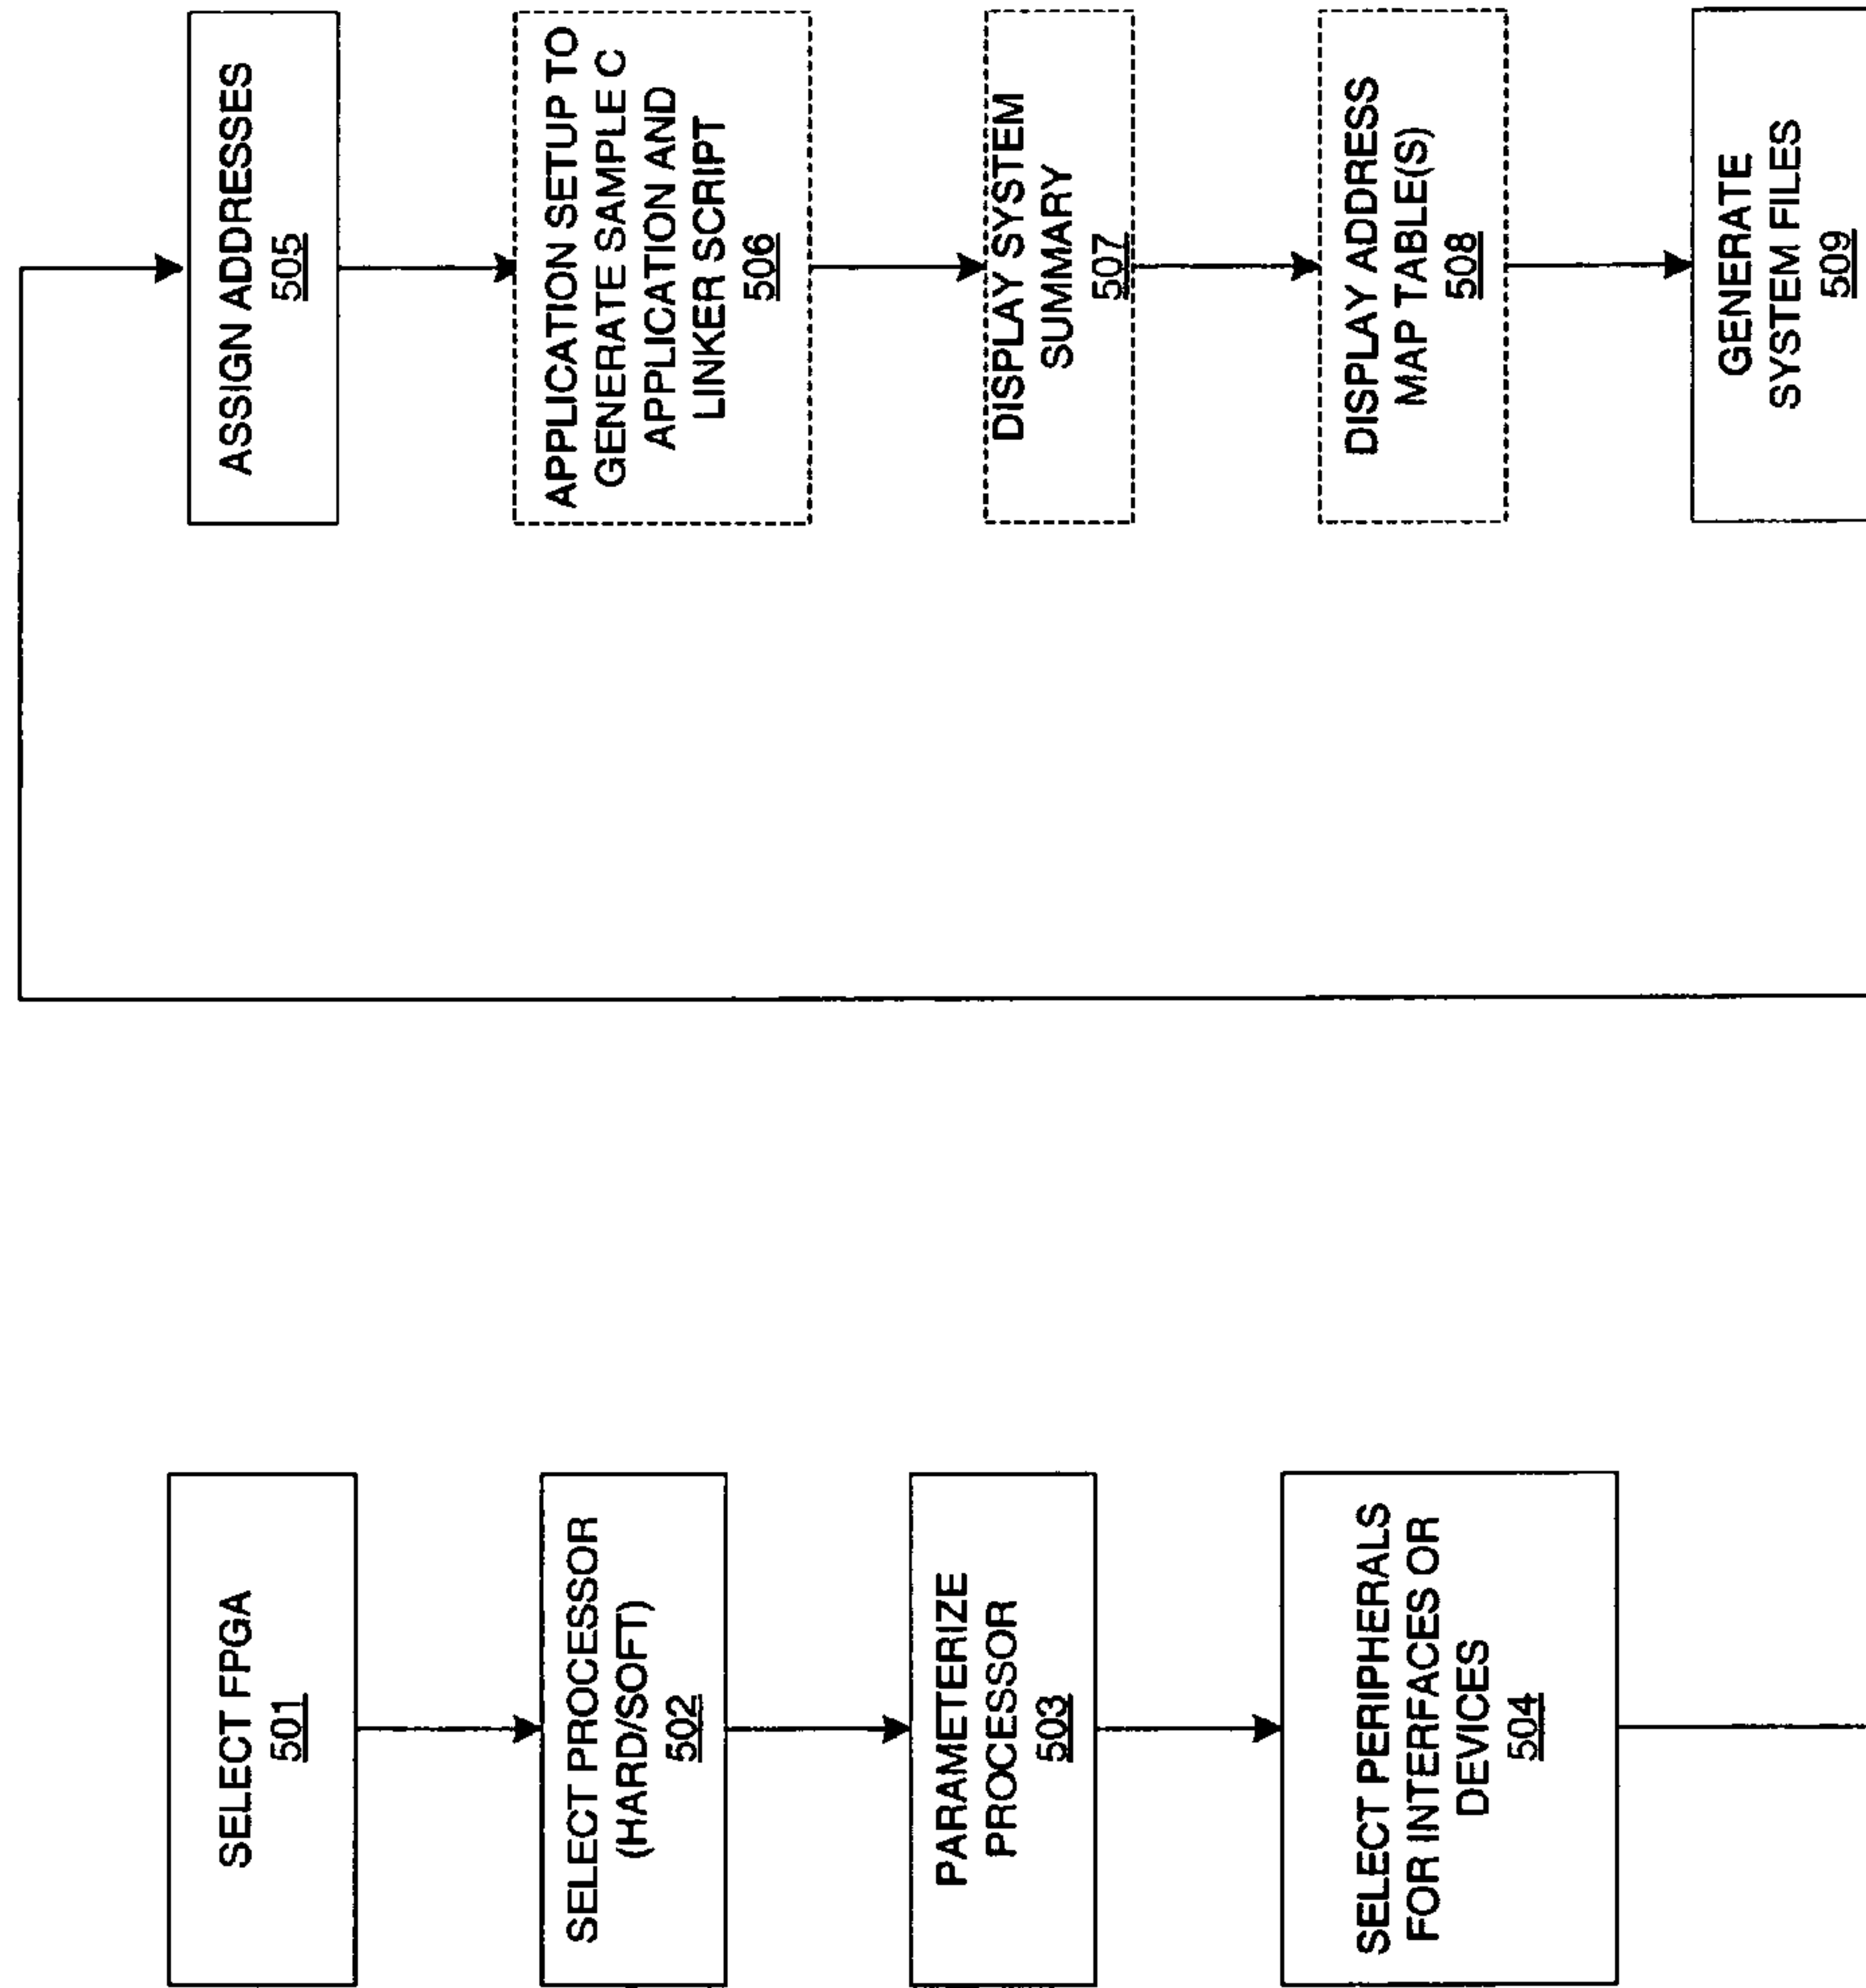 SELECT FPGA
501
SELECT PROCESSOR
(HARD/SOFT)
502
PARAMETERIZE
PROCESSOR
503
SELECT PERIPHERALS
FOR INTERFACES OR
DEVICES
504
ASSIGN ADDRESSES
505
APPLICATION SETUP TO
GENERATE SAMPLE C
APPLICATION AND
LINKER SCRIPT
506
DISPLAY SYSTEM
SUMMARY
507
DISPLAY ADDRESS
MAP TABLE(S)
508
GENERATE
SYSTEM FILES
509